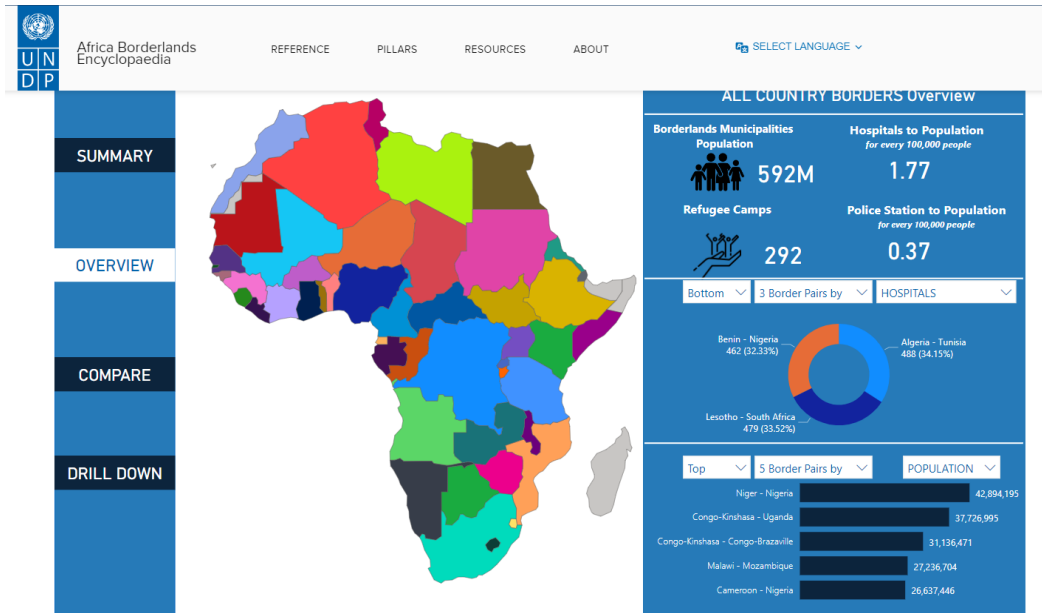 U N
D P
Africa Borderlands
Encyclopaedia
REFERENCE
PILLARS
RESOURCES
ABOUT
SELECT LANGUAGE
SUMMARY
OVERVIEW
COMPARE
DRILL DOWN
ALL COUNTRY BORDERS Overview
Borderlands Municipalities
Population
592M
Hospitals to Population
for every 100,000 people
1.77
Refugee Camps
292
Police Station to Population
for every 100,000 people
0.37
Bottom
3 Border Pairs by
HOSPITALS
Benin - Nigeria
462 (32.33%)
Algeria - Tunisia
488 (34.15%)
Lesotho - South Africa
479 (33.52%)
Top
5 Border Pairs by
POPULATION
Niger - Nigeria 42,894,195
Congo-Kinshasa - Uganda 37,726,995
Congo-Kinshasa - Congo-Brazaville 31,136,471
Malawi - Mozambique 27,236,704
Cameroon - Nigeria 26,637,446